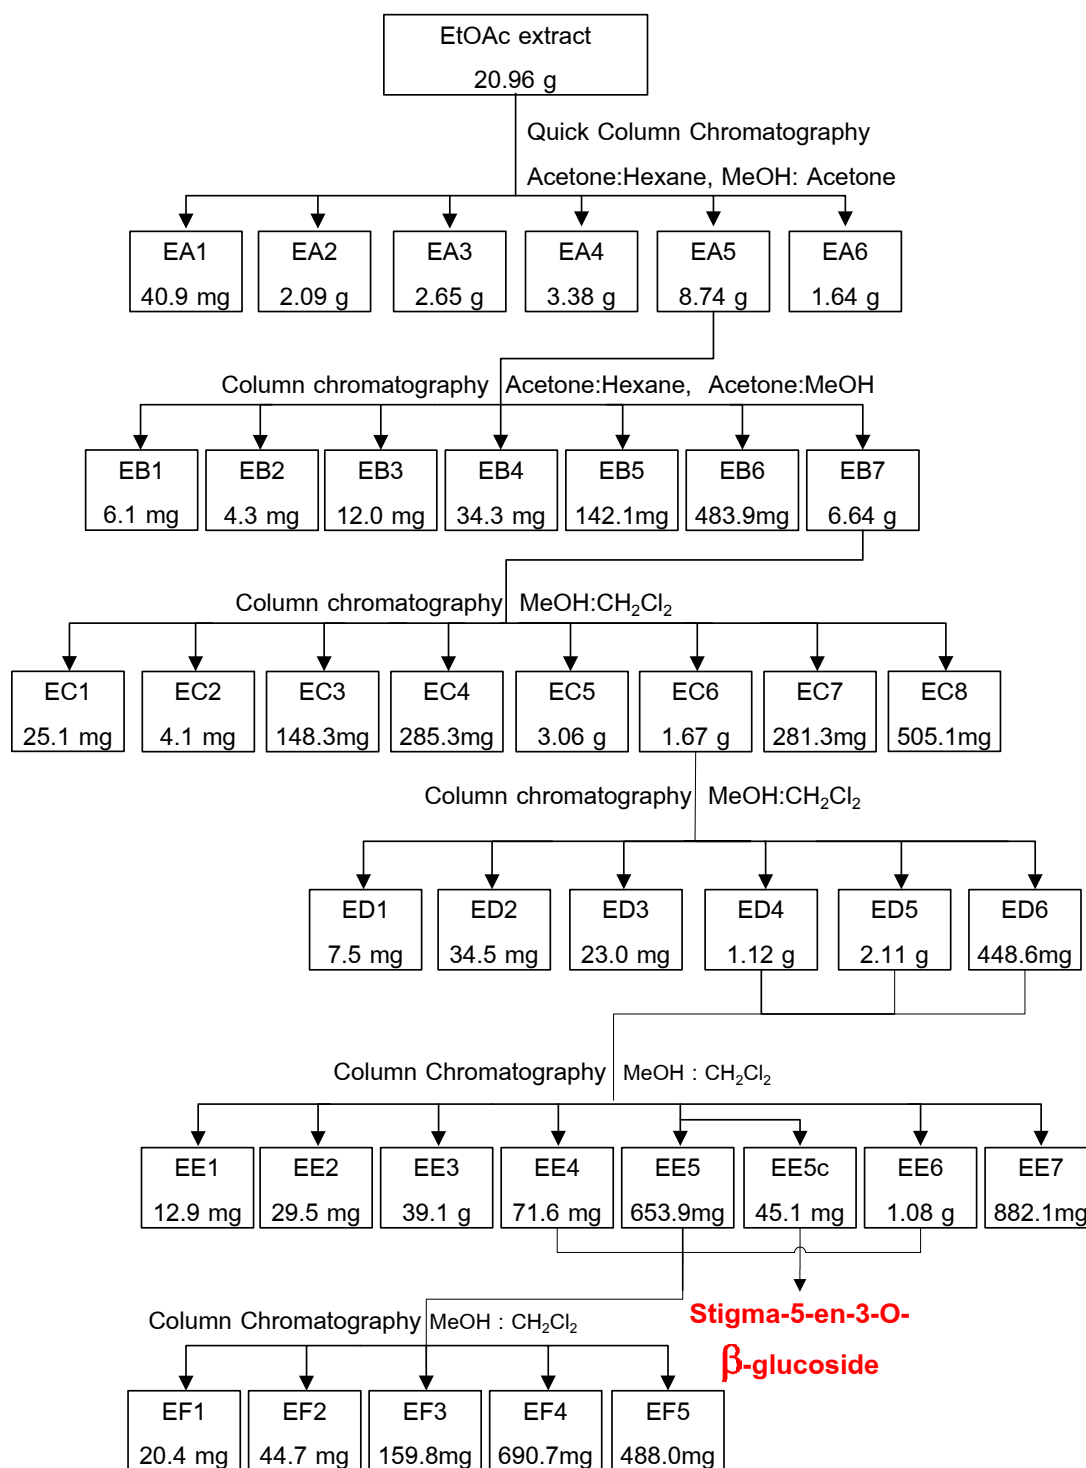 EtOAc extract
20.96 g
Quick Column Chromatography
Acetone:Hexane, MeOH: Acetone
EA1 EA2 EA3 EA4 EA5 EA6
40.9 mg 2.09 g 2.65 g 3.38 g 8.74 g 1.64 g
Column chromatography Acetone:Hexane, Acetone:MeOH
EB1 EB2 EB3 EB4 EB5 EB6 EB7
6.1 mg 4.3 mg 12.0 mg 34.3 mg 142.1mg 483.9mg 6.64 g
Column chromatography MeOH:CH₂Cl₂
EC1 EC2 EC3 EC4 EC5 EC6 EC7 EC8
25.1 mg 4.1 mg 148.3mg 285.3mg 3.06 g 1.67 g 281.3mg 505.1mg
Column chromatography MeOH:CH₂Cl₂
ED1 ED2 ED3 ED4 ED5 ED6
7.5 mg 34.5 mg 23.0 mg 1.12 g 2.11 g 448.6mg
Column Chromatography MeOH : CH₂Cl₂
EE1 EE2 EE3 EE4 EE5 EE5c EE6 EE7
12.9 mg 29.5 mg 39.1 g 71.6 mg 653.9mg 45.1 mg 1.08 g 882.1mg
Stigma-5-en-3-O-
β-glucoside
Column Chromatography MeOH : CH₂Cl₂
EF1 EF2 EF3 EF4 EF5
20.4 mg 44.7 mg 159.8mg 690.7mg 488.0mg